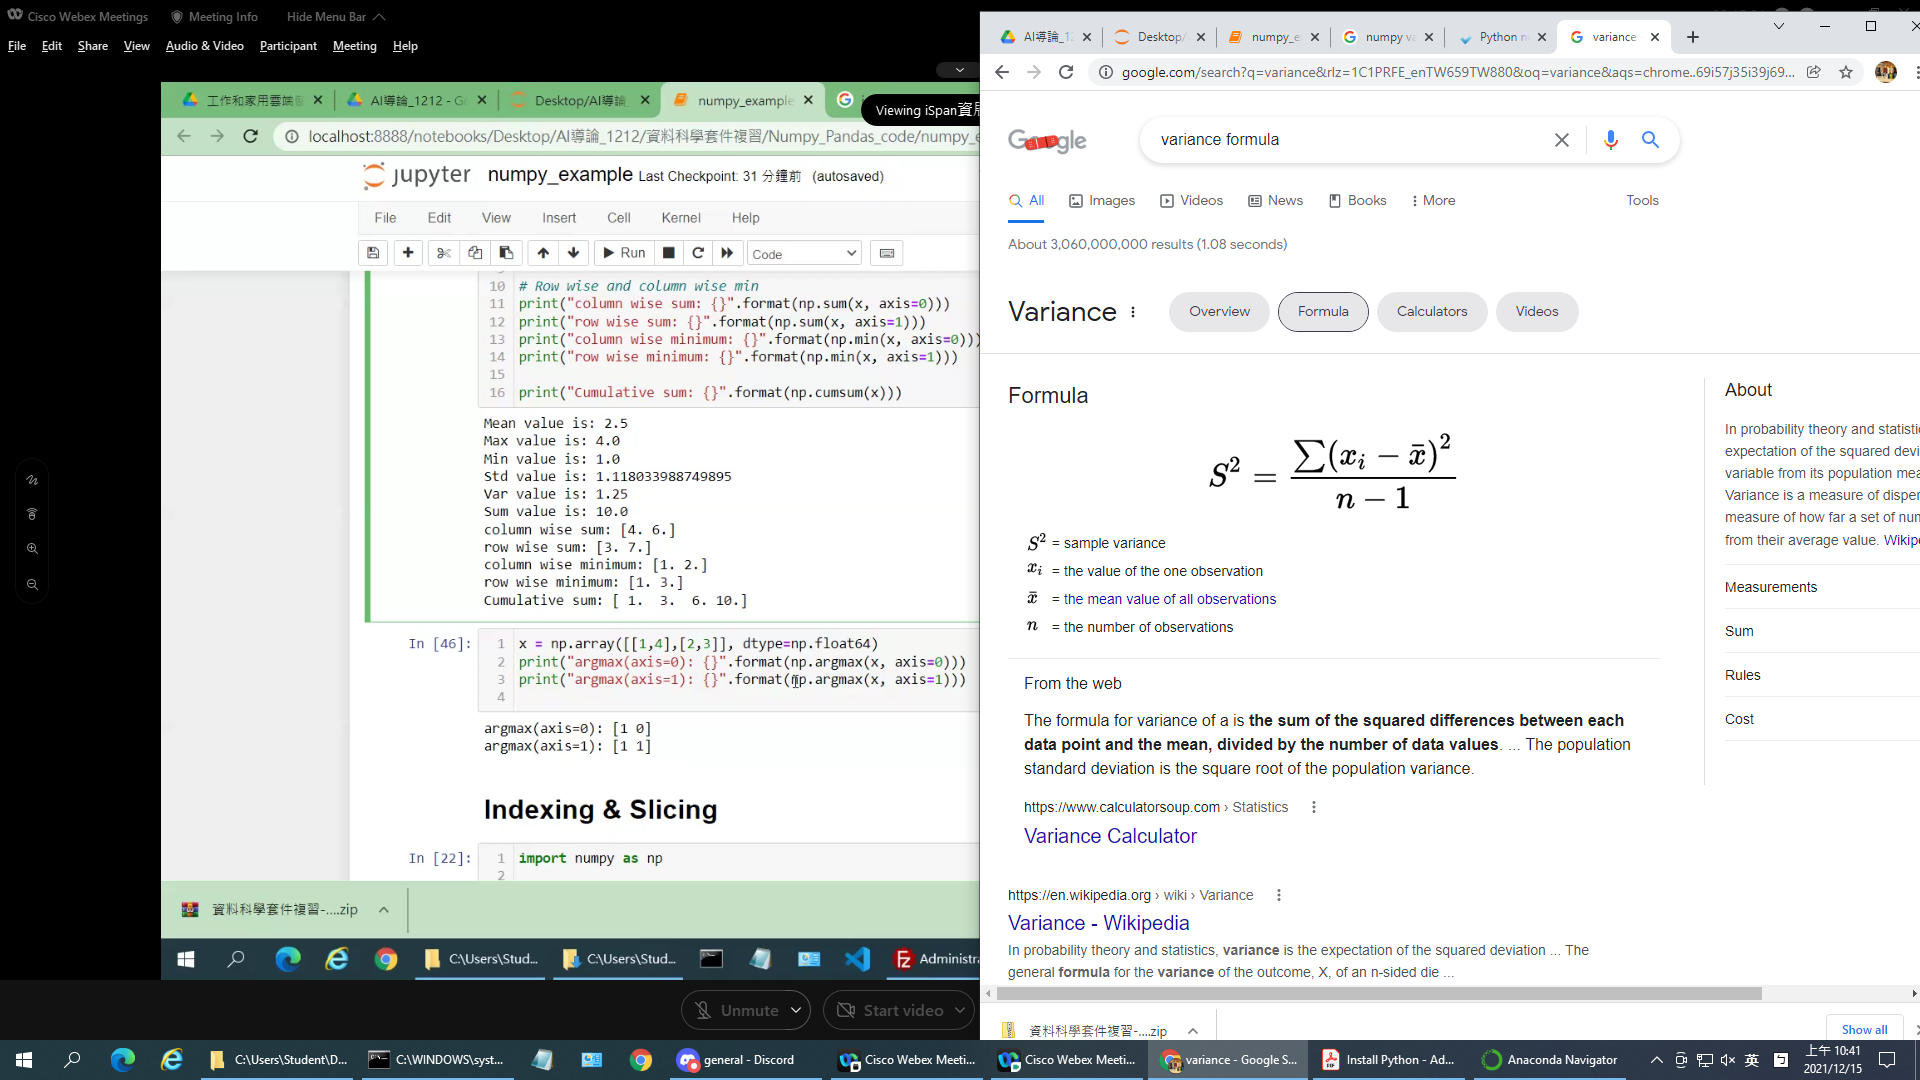 Cisco Webex Meetings
Meeting Info
Hide Menu Bar
File Edit Share View Audio & Video Participant Meeting Help
AI導論_1212 - G
Desktop/AI導論
numpy_example
Viewing iSpan
localhost:8888/notebooks/Desktop/AI導論_1212/資料科學套件複習/Numpy_Pandas_code/numpy_e
jupyter numpy_example Last Checkpoint: 31 分鐘前 (autosaved)
File Edit View Insert Cell Kernel Help
Run
Code
10 # Row wise and column wise min
11 print("column wise sum: {}".format(np.sum(x, axis=0)))
12 print("row wise sum: {}".format(np.sum(x, axis=1)))
13 print("column wise minimum: {}".format(np.min(x, axis=0)))
14 print("row wise minimum: {}".format(np.min(x, axis=1)))
15
16 print("Cumulative sum: {}".format(np.cumsum(x)))
Mean value is: 2.5
Max value is: 4.0
Min value is: 1.0
Std value is: 1.118033988749895
Var value is: 1.25
Sum value is: 10.0
column wise sum: [4. 6.]
row wise sum: [3. 7.]
column wise minimum: [1. 2.]
row wise minimum: [1. 3.]
Cumulative sum: [ 1. 3. 6. 10.]
In [46]:
1 x = np.array([[1,4],[2,3]], dtype=np.float64)
2 print("argmax(axis=0): {}".format(np.argmax(x, axis=0)))
3 print("argmax(axis=1): {}".format(np.argmax(x, axis=1)))
4
argmax(axis=0): [1 0]
argmax(axis=1): [1 1]
Indexing & Slicing
In [22]:
1 import numpy as np
2
資料科學套件複習-....zip
C:\Users\Stud...
C:\Users\Stud...
Administra
Unmute
Start video
AI導論_12
Desktop/
numpy_e
numpy va
Python n
variance
google.com/search?q=variance&rlz=1C1PRFE_enTW659TW880&oq=variance&aqs=chrome..69i57j35i39j69...
Google
variance formula
All Images Videos News Books More Tools
About 3,060,000,000 results (1.08 seconds)
Variance
Overview Formula Calculators Videos
Formula
S² = ∑(xᵢ − x̄)² / n − 1
S² = sample variance
xᵢ = the value of the one observation
x̄ = the mean value of all observations
n = the number of observations
From the web
The formula for variance of a is the sum of the squared differences between each
data point and the mean, divided by the number of data values. ... The population
standard deviation is the square root of the population variance.
https://www.calculatorsoup.com › Statistics
Variance Calculator
https://en.wikipedia.org › wiki › Variance
Variance - Wikipedia
In probability theory and statistics, variance is the expectation of the squared deviation ... The
general formula for the variance of the outcome, X, of an n-sided die ...
About
In probability theory and statistic
expectation of the squared devi
variable from its population mea
Variance is a measure of disper
measure of how far a set of num
from their average value. Wikip
Measurements
Sum
Rules
Cost
資料科學套件複習-....zip
Show all
C:\Users\Student\D...
C:\WINDOWS\syst...
general - Discord
Cisco Webex Meeti...
Cisco Webex Meeti...
variance - Google S...
Install Python - Ad...
Anaconda Navigator
英
上午 10:41
2021/12/15